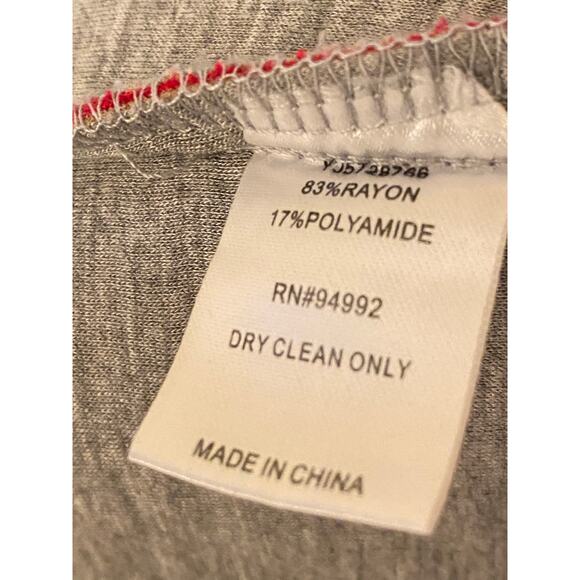 83%RAYON
17%POLYAMIDE
RN#94992
DRY CLEAN ONLY
MADE IN CHINA